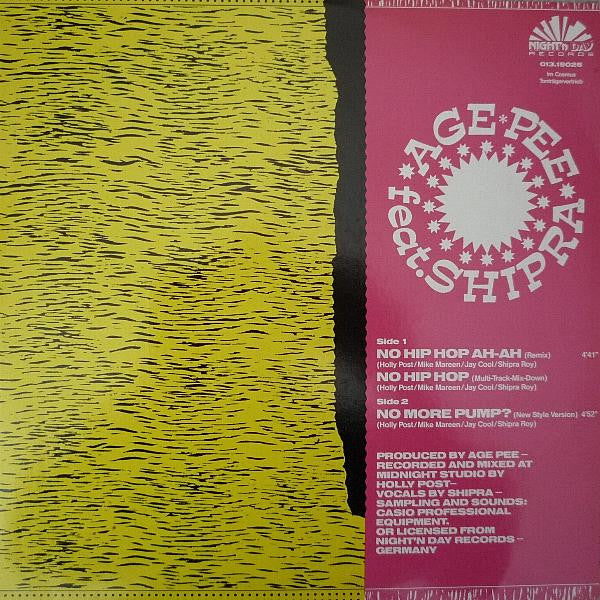 NIGHT'n DAY
RECORDS
013.15026
Im Cosmus
Tonträgervertrieb
AGE*PEE
feat. SHIPRA
Side 1
NO HIP HOP AH-AH (Remix) 4'41"
(Holly Post/Mike Mareen/Jay Cool/Shipra Roy)
NO HIP HOP (Multi-Track-Mix-Down)
(Holly Post/Mike Mareen/Jay Cool/Shipra Roy)
Side 2
NO MORE PUMP? (New Style Version) 4'52"
(Holly Post/Mike Mareen/Jay Cool/Shipra Roy)
PRODUCED BY AGE PEE–
RECORDED AND MIXED AT
MIDNIGHT STUDIO BY
HOLLY POST–
VOCALS BY SHIPRA–
SAMPLING AND SOUNDS:
CASIO PROFESSIONAL
EQUIPMENT.
OR LICENSED FROM
NIGHT'N DAY RECORDS–
GERMANY